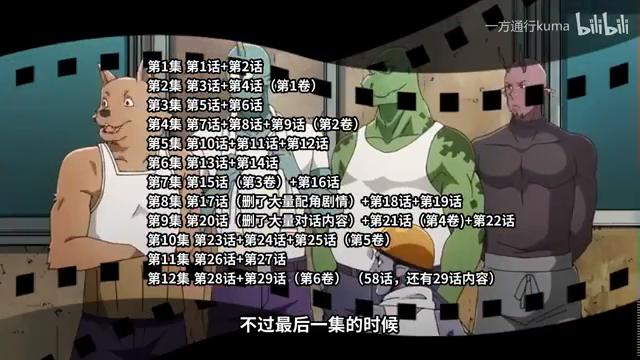 一方通行kuma
bilibili
第1集 第1话+第2话
第2集 第3话+第4话（第1卷）
第3集 第5话+第6话
第4集 第7话+第8话+第9话（第2卷）
第5集 第10话+第11话+第12话
第6集 第13话+第14话
第7集 第15话（第3卷）+第16话
第8集 第17话（删了大量配角剧情）+第18话+第19话
第9集 第20话（删了大量对话内容）+第21话（第4卷)+第22话
第10集 第23话+第24话+第25话（第5卷）
第11集 第26话+第27话
第12集 第28话+第29话（第6卷） （58话，还有29话内容）
不过最后一集的时候